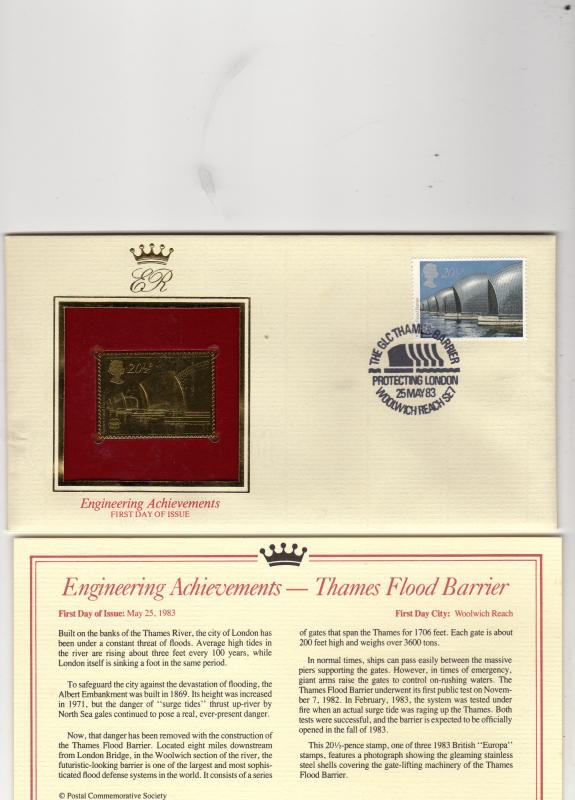 ER
20½p
20½
THE GLC THAMES BARRIER
PROTECTING LONDON
25 MAY 83
WOOLWICH REACH SE7
Engineering Achievements
FIRST DAY OF ISSUE
Engineering Achievements — Thames Flood Barrier
First Day of Issue: May 25, 1983
First Day City: Woolwich Reach
Built on the banks of the Thames River, the city of London has
been under a constant threat of floods. Average high tides in
the river are rising about three feet every 100 years, while
London itself is sinking a foot in the same period.
To safeguard the city against the devastation of flooding, the
Albert Embankment was built in 1869. Its height was increased
in 1971, but the danger of "surge tides" thrust up-river by
North Sea gales continued to pose a real, ever-present danger.
Now, that danger has been removed with the construction of
the Thames Flood Barrier. Located eight miles downstream
from London Bridge, in the Woolwich section of the river, the
futuristic-looking barrier is one of the largest and most sophis-
ticated flood defense systems in the world. It consists of a series
of gates that span the Thames for 1706 feet. Each gate is about
200 feet high and weighs over 3600 tons.
In normal times, ships can pass easily between the massive
piers supporting the gates. However, in times of emergency,
giant arms raise the gates to control on-rushing waters. The
Thames Flood Barrier underwent its first public test on Novem-
ber 7, 1982. In February, 1983, the system was tested under
fire when an actual surge tide was raging up the Thames. Both
tests were successful, and the barrier is expected to be officially
opened in the fall of 1983.
This 20½-pence stamp, one of three 1983 British "Europa"
stamps, features a photograph showing the gleaming stainless
steel shells covering the gate-lifting machinery of the Thames
Flood Barrier.
© Postal Commemorative Society